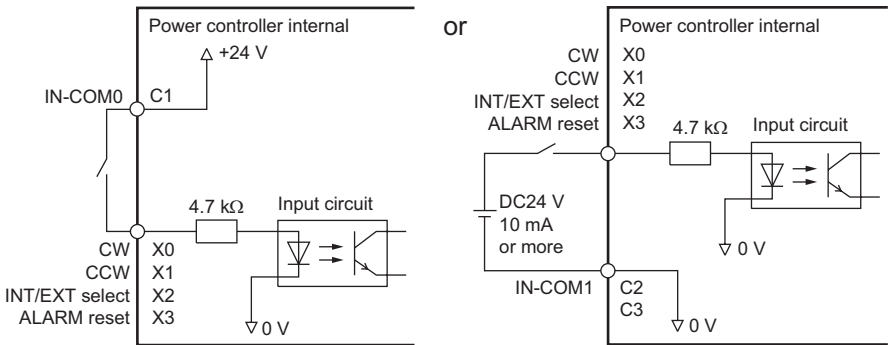 Power controller internal
+24 V
IN-COM0 C1
4.7 kΩ
Input circuit
CW X0
CCW X1
INT/EXT select X2
ALARM reset X3
0 V
or
Power controller internal
CW X0
CCW X1
INT/EXT select X2
ALARM reset X3
4.7 kΩ
Input circuit
DC24 V
10 mA
or more
0 V
IN-COM1 C2
C3
0 V